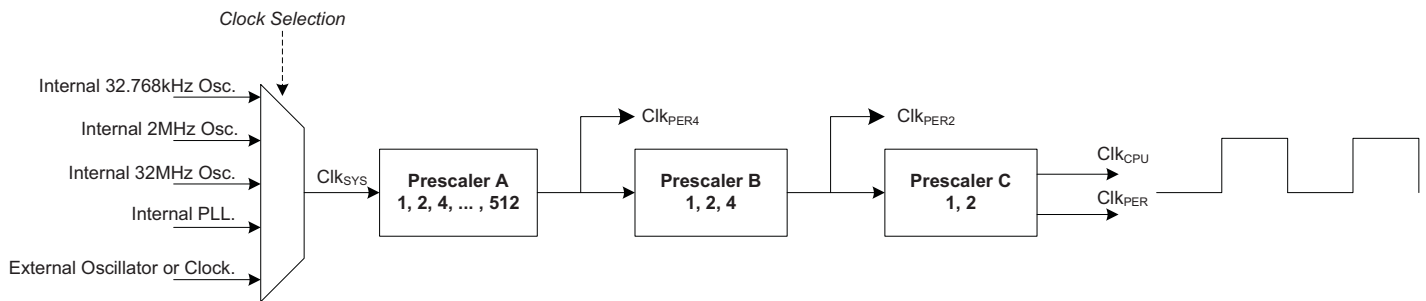 Clock Selection
Internal 32.768kHz Osc.
Internal 2MHz Osc.
Internal 32MHz Osc.
Internal PLL.
External Oscillator or Clock.
ClkSYS
Prescaler A
1, 2, 4, ... , 512
ClkPER4
Prescaler B
1, 2, 4
ClkPER2
Prescaler C
1, 2
ClkCPU
ClkPER